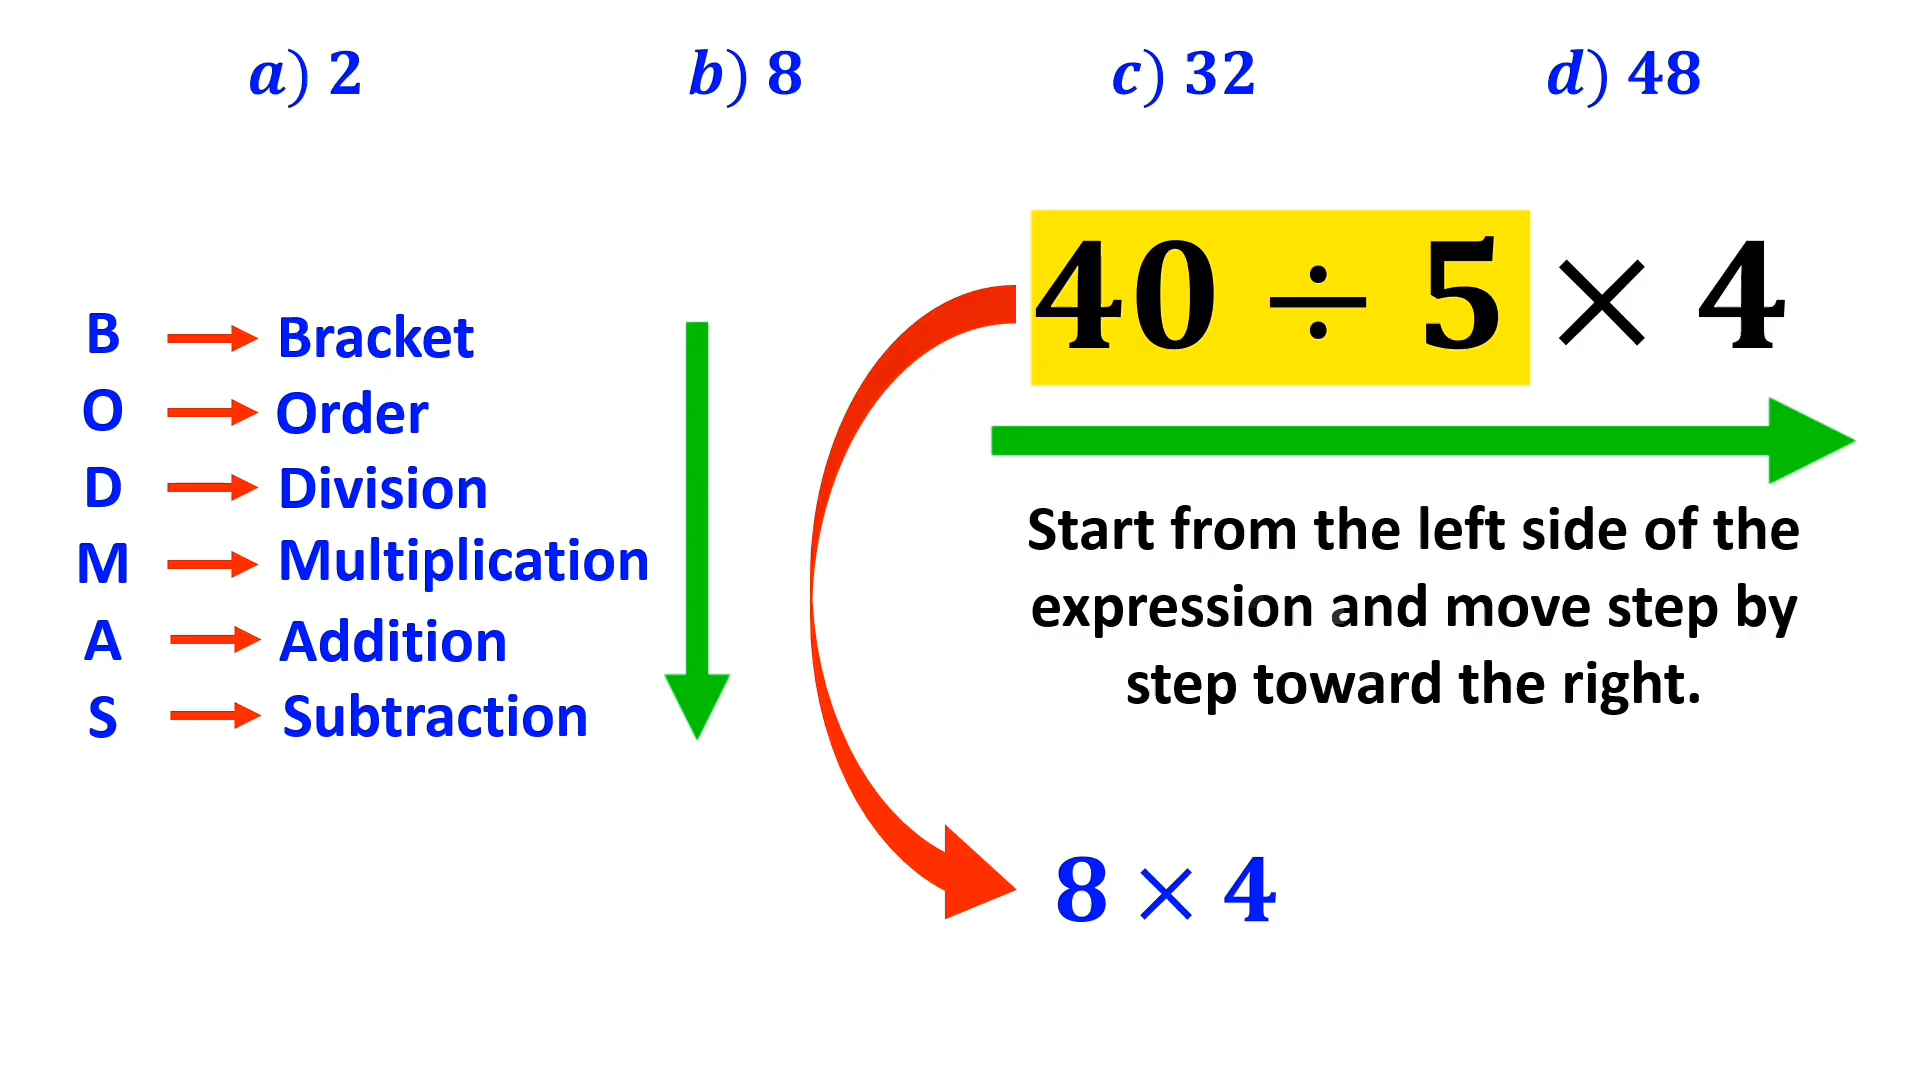 a) 2 b) 8 c) 32 d) 48
40 ÷ 5 × 4
B Bracket
O Order
D Division
M Multiplication
A Addition
S Subtraction
Start from the left side of the
expression and move step by
step toward the right.
8 × 4